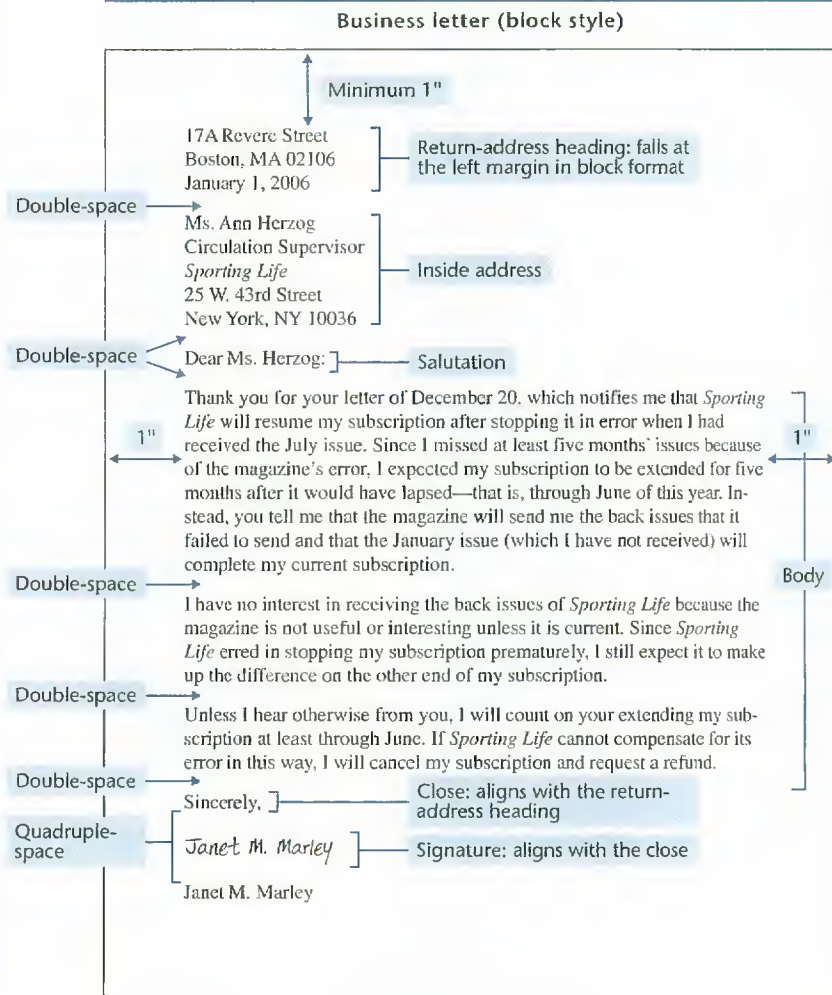 Business letter (block style)
Minimum 1"
17A Revere Street
Boston, MA 02106
January 1, 2006
Return-address heading: falls at
the left margin in block format
Double-space
Ms. Ann Herzog
Circulation Supervisor
Sporting Life
25 W. 43rd Street
New York, NY 10036
Inside address
Double-space
Dear Ms. Herzog:
Salutation
Thank you for your letter of December 20, which notifies me that Sporting
Life will resume my subscription after stopping it in error when I had
received the July issue. Since I missed at least five months' issues because
of the magazine's error, I expected my subscription to be extended for five
months after it would have lapsed—that is, through June of this year. In-
stead, you tell me that the magazine will send me the back issues that it
failed to send and that the January issue (which I have not received) will
complete my current subscription.
1"
1"
Body
Double-space
I have no interest in receiving the back issues of Sporting Life because the
magazine is not useful or interesting unless it is current. Since Sporting
Life erred in stopping my subscription prematurely, I still expect it to make
up the difference on the other end of my subscription.
Double-space
Unless I hear otherwise from you, I will count on your extending my sub-
scription at least through June. If Sporting Life cannot compensate for its
error in this way, I will cancel my subscription and request a refund.
Double-space
Sincerely,
Close: aligns with the return-
address heading
Quadruple-
space
Janet M. Marley
Signature: aligns with the close
Janet M. Marley